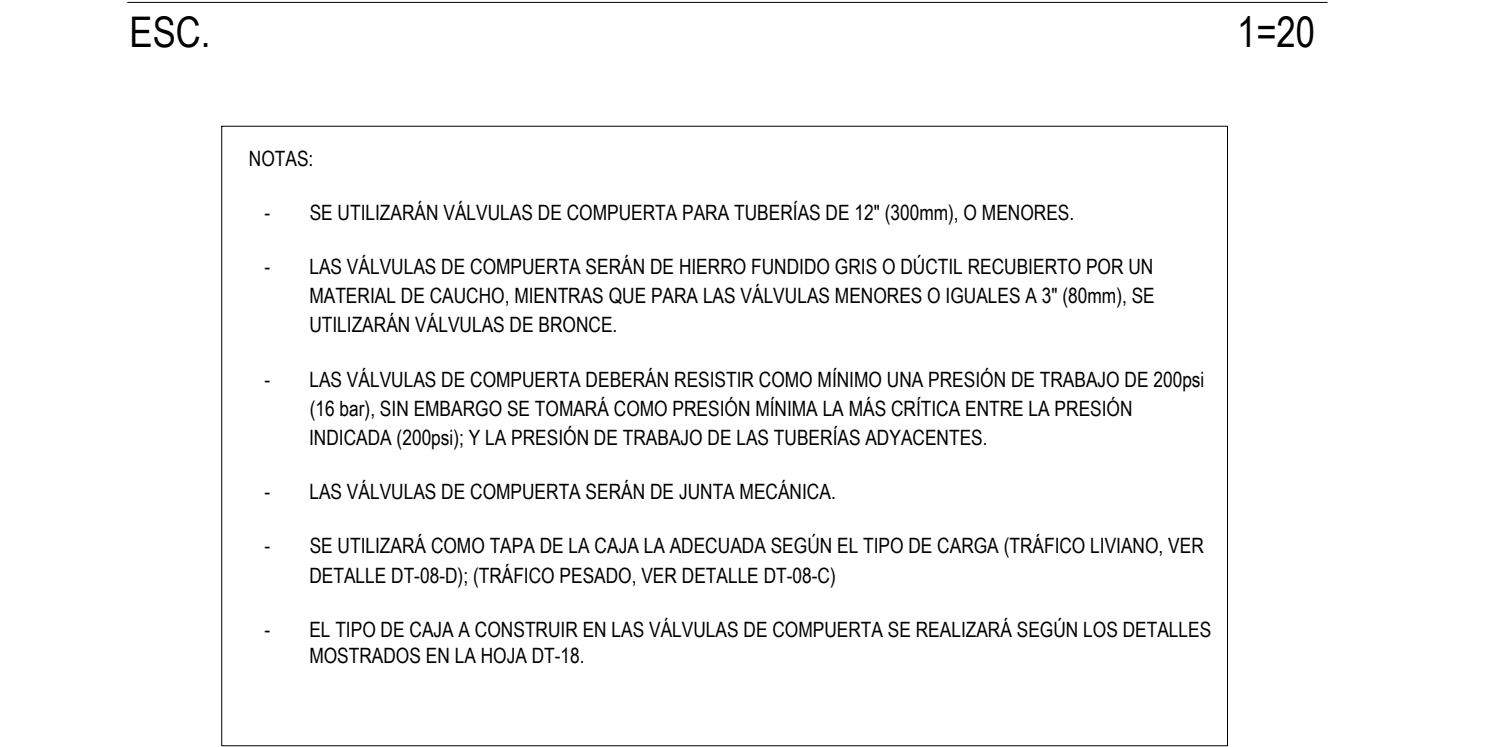 ESC. 1=20
NOTAS:
- SE UTILIZARÁN VÁLVULAS DE COMPUERTA PARA TUBERÍAS DE 12" (300mm), O MENORES.
- LAS VÁLVULAS DE COMPUERTA SERÁN DE HIERRO FUNDIDO GRIS O DÚCTIL RECUBIERTO POR UN
MATERIAL DE CAUCHO, MIENTRAS QUE PARA LAS VÁLVULAS MENORES O IGUALES A 3" (80mm), SE
UTILIZARÁN VÁLVULAS DE BRONCE.
- LAS VÁLVULAS DE COMPUERTA DEBERÁN RESISTIR COMO MÍNIMO UNA PRESIÓN DE TRABAJO DE 200psi
(16 bar), SIN EMBARGO SE TOMARÁ COMO PRESIÓN MÍNIMA LA MÁS CRÍTICA ENTRE LA PRESIÓN
INDICADA (200psi); Y LA PRESIÓN DE TRABAJO DE LAS TUBERÍAS ADYACENTES.
- LAS VÁLVULAS DE COMPUERTA SERÁN DE JUNTA MECÁNICA.
- SE UTILIZARÁ COMO TAPA DE LA CAJA LA ADECUADA SEGÚN EL TIPO DE CARGA (TRÁFICO LIVIANO, VER
DETALLE DT-08-D); (TRÁFICO PESADO, VER DETALLE DT-08-C)
- EL TIPO DE CAJA A CONSTRUIR EN LAS VÁLVULAS DE COMPUERTA SE REALIZARÁ SEGÚN LOS DETALLES
MOSTRADOS EN LA HOJA DT-18.